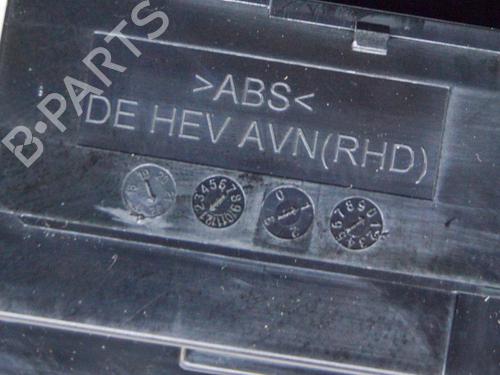 B·PARTS
>ABS<
DE HEV AVN(RHD)